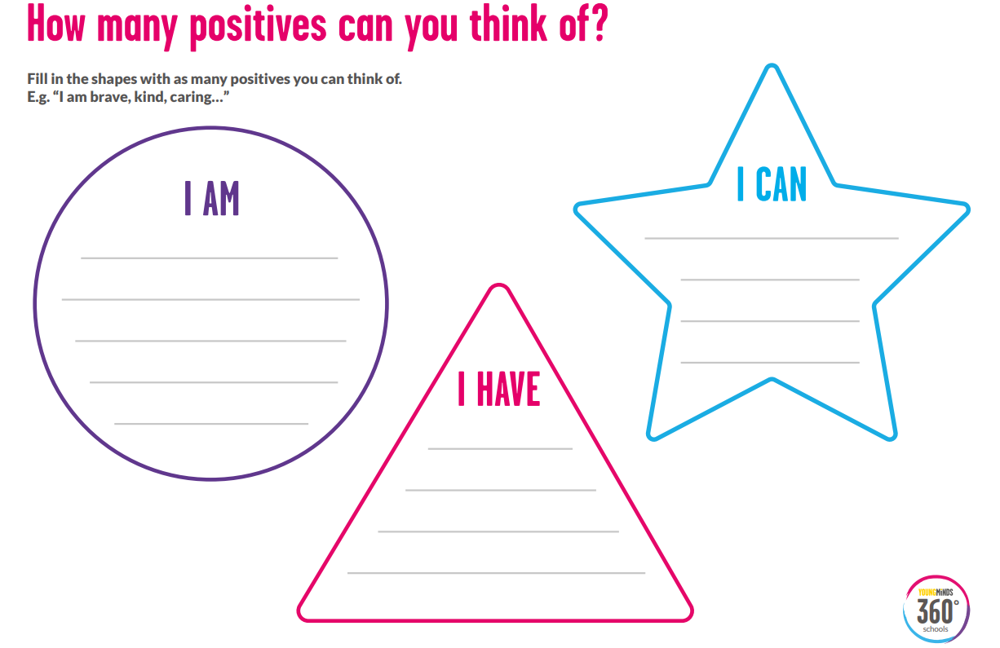 How many positives can you think of?
Fill in the shapes with as many positives you can think of.
E.g. “I am brave, kind, caring...”
I AM
I CAN
I HAVE
YOUNGMiNDS
360°
schools